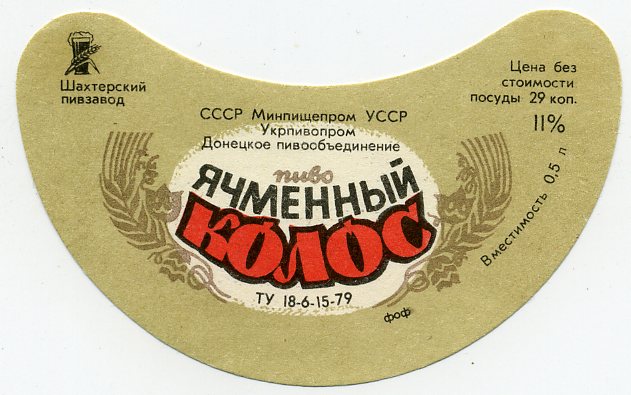 Шахтерский
пивзавод
Цена без
стоимости
посуды 29 коп.
11%
Вместимость 0,5 л
СССР Минпищепром УССР
Укрпивопром
Донецкое пивообъединение
пиво
ЯЧМЕННЫЙ
КОЛОС
ТУ 18-6-15-79
фоф